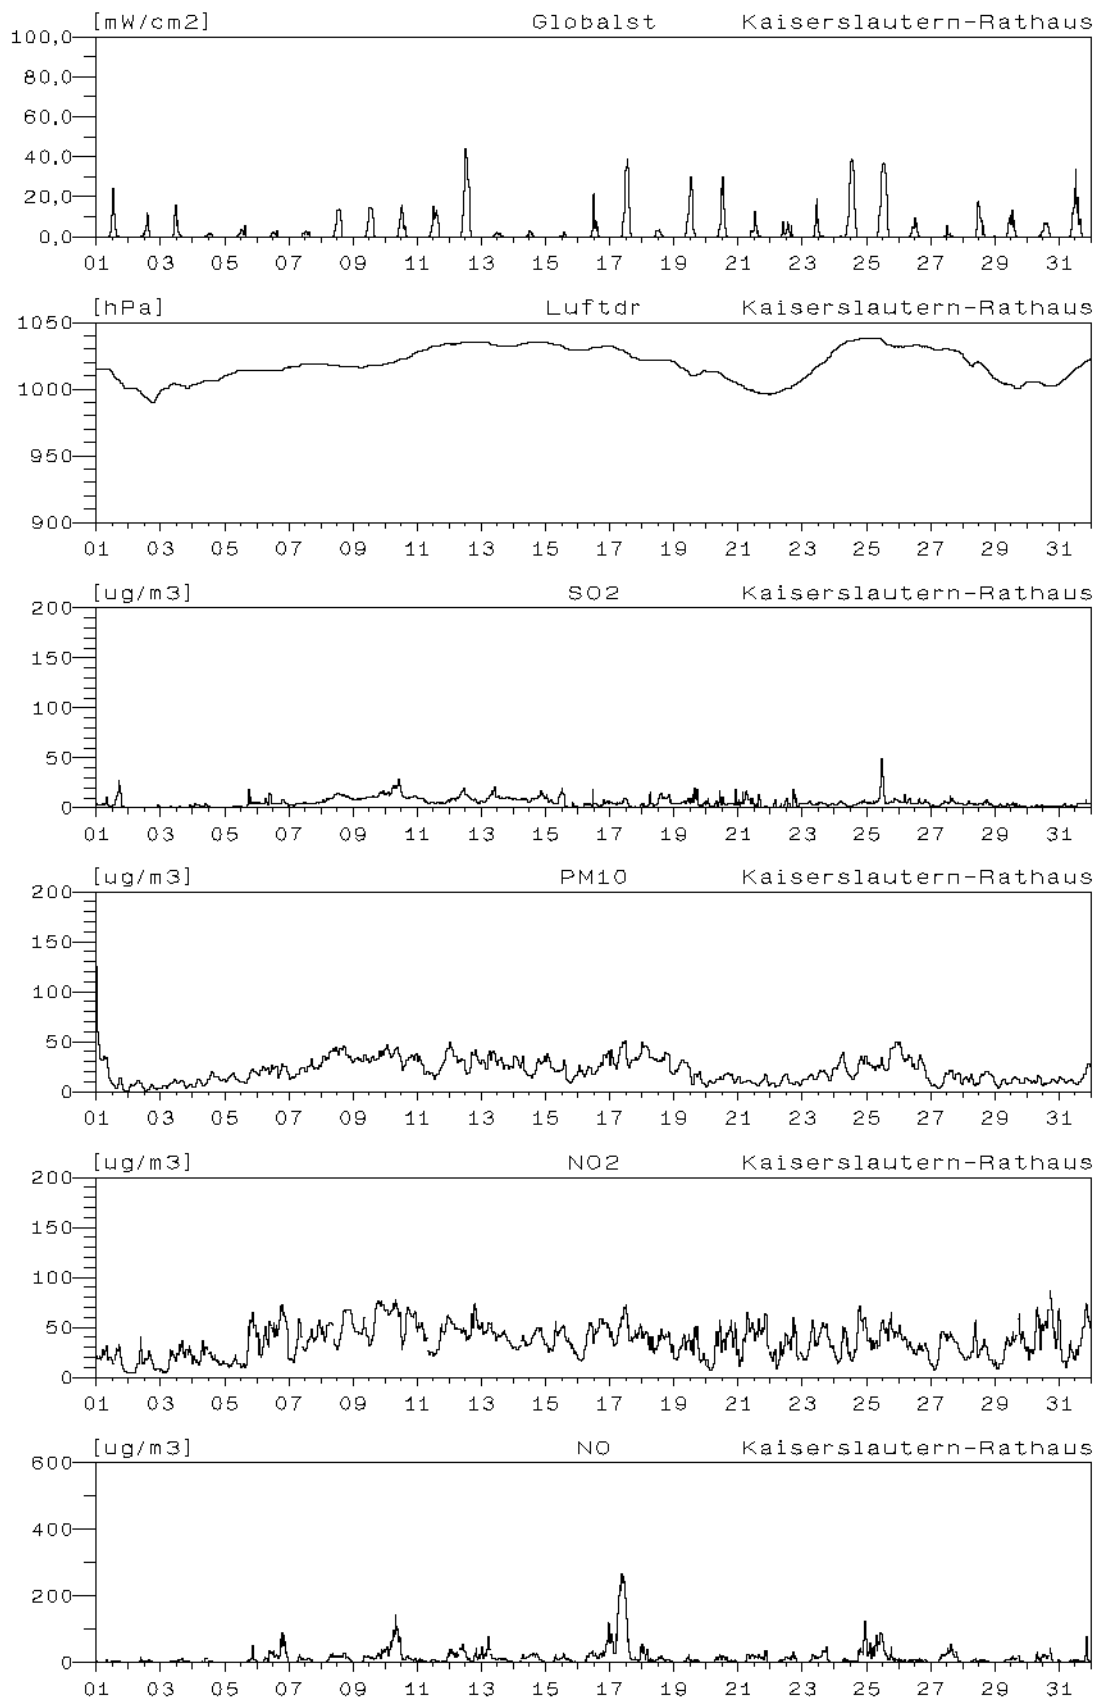 [mW/cm2] Globalst Kaiserslautern-Rathaus
100,0
80,0
60,0
40,0
20,0
0,0
01 03 05 07 09 11 13 15 17 19 21 23 25 27 29 31
[hPa] Luftdr Kaiserslautern-Rathaus
1050
1000
950
900
01 03 05 07 09 11 13 15 17 19 21 23 25 27 29 31
[ug/m3] SO2 Kaiserslautern-Rathaus
200
150
100
50
0
01 03 05 07 09 11 13 15 17 19 21 23 25 27 29 31
[ug/m3] PM10 Kaiserslautern-Rathaus
200
150
100
50
0
01 03 05 07 09 11 13 15 17 19 21 23 25 27 29 31
[ug/m3] NO2 Kaiserslautern-Rathaus
200
150
100
50
0
01 03 05 07 09 11 13 15 17 19 21 23 25 27 29 31
[ug/m3] NO Kaiserslautern-Rathaus
600
400
200
0
01 03 05 07 09 11 13 15 17 19 21 23 25 27 29 31